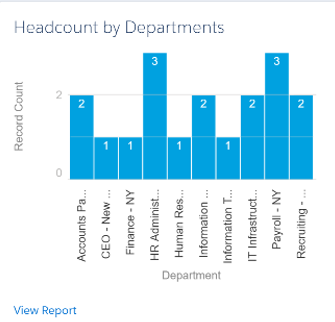 Headcount by Departments
Record Count
2
0
2
1
1
3
1
2
1
2
3
2
Accounts Pa...
CEO - New ...
Finance - NY
HR Administ...
Human Res...
Information ...
Information T...
IT Infrastruct...
Payroll - NY
Recruiting - ...
Department
View Report